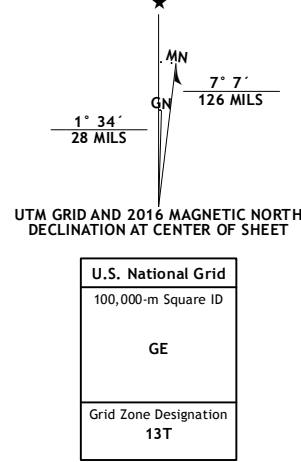 ★
MN
GN
7° 7´
126 MILS
1° 34´
28 MILS
UTM GRID AND 2016 MAGNETIC NORTH
DECLINATION AT CENTER OF SHEET
U.S. National Grid
100,000-m Square ID
GE
Grid Zone Designation
13T